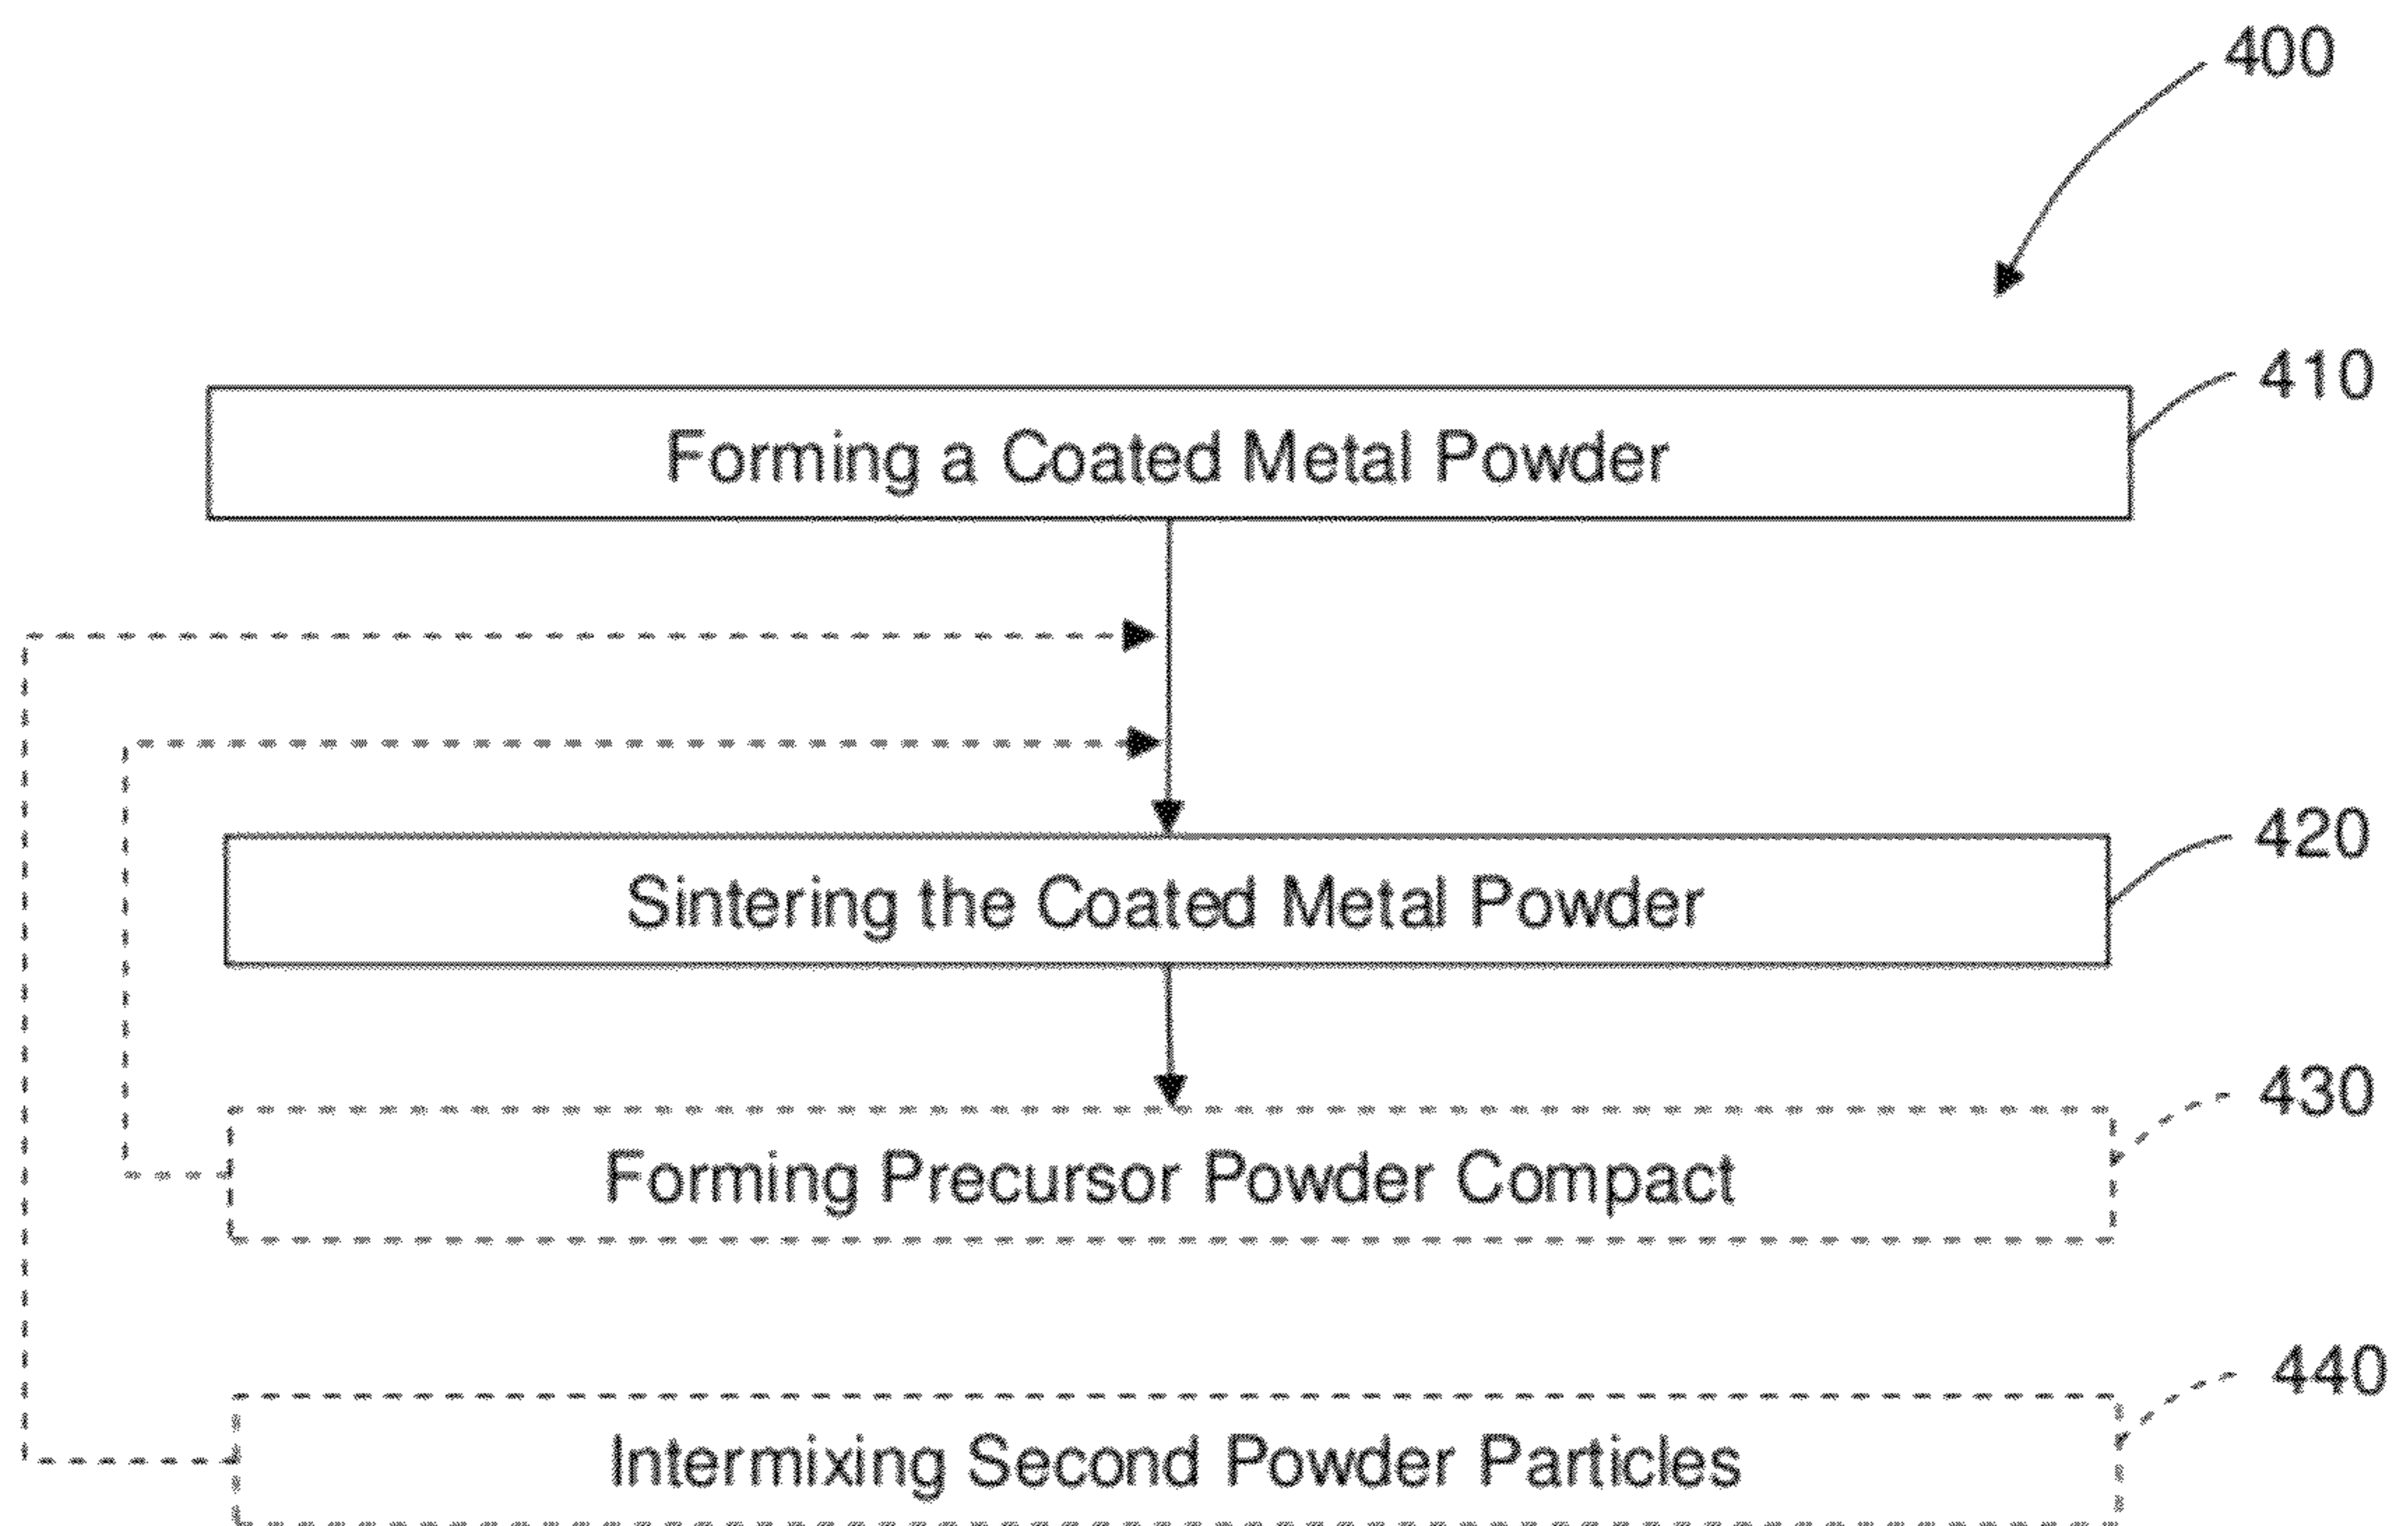 400
410
Forming a Coated Metal Powder
420
Sintering the Coated Metal Powder
430
Forming Precursor Powder Compact
440
Intermixing Second Powder Particles